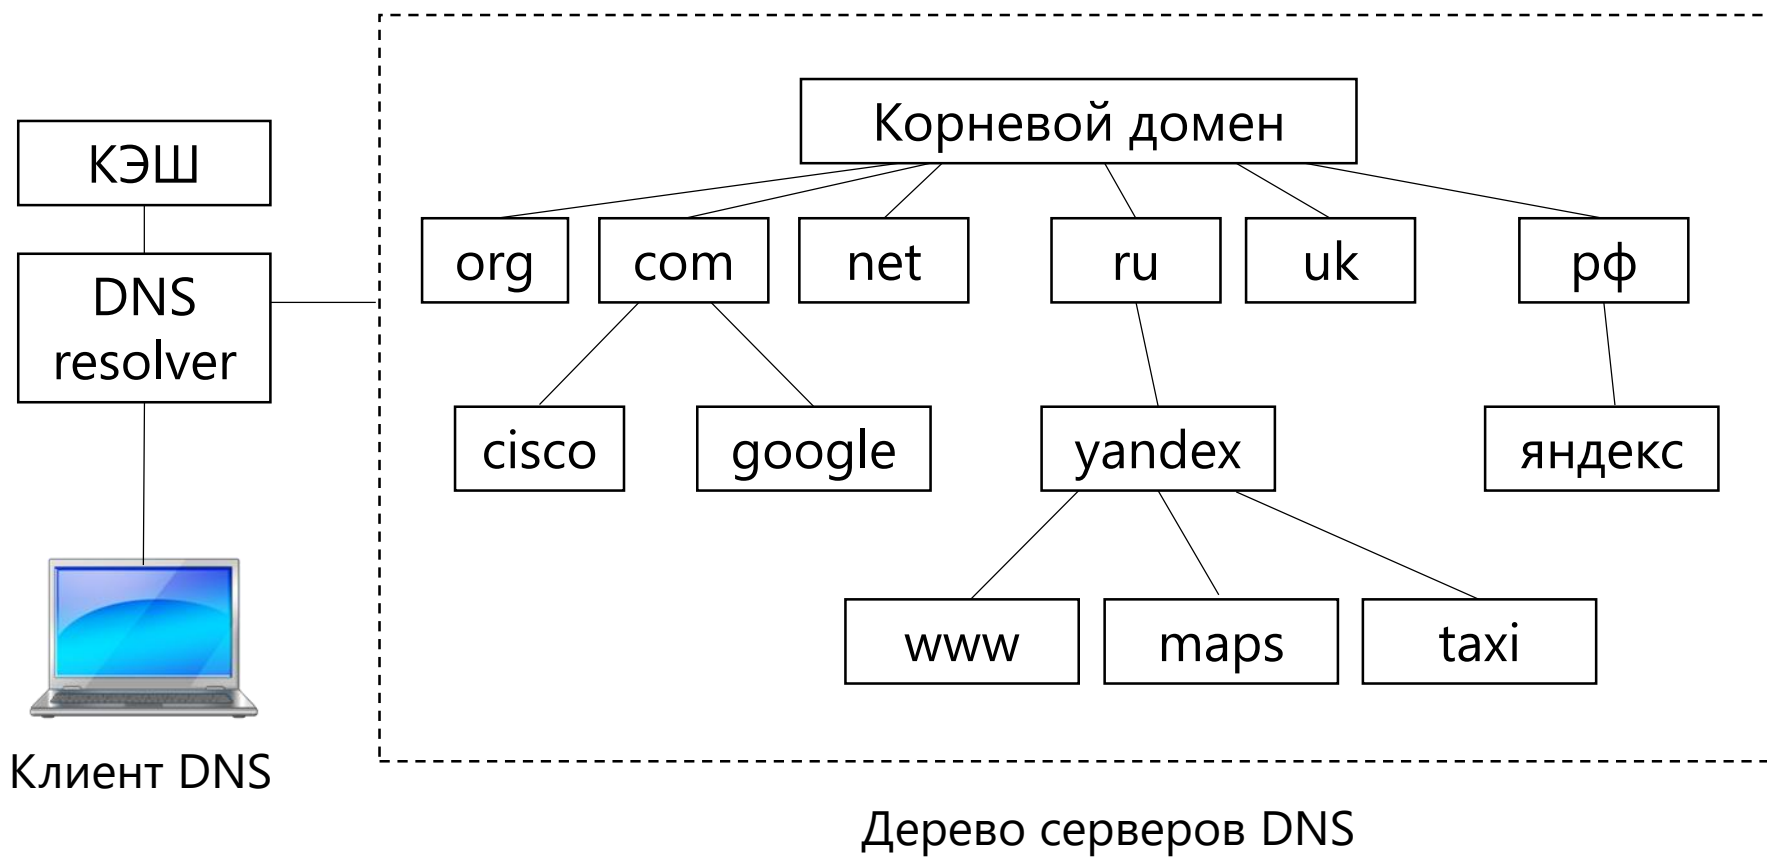 Корневой домен
КЭШ
org
com
net
ru
uk
рф
DNS
resolver
cisco
google
yandex
яндекс
www
maps
taxi
Клиент DNS
Дерево серверов DNS